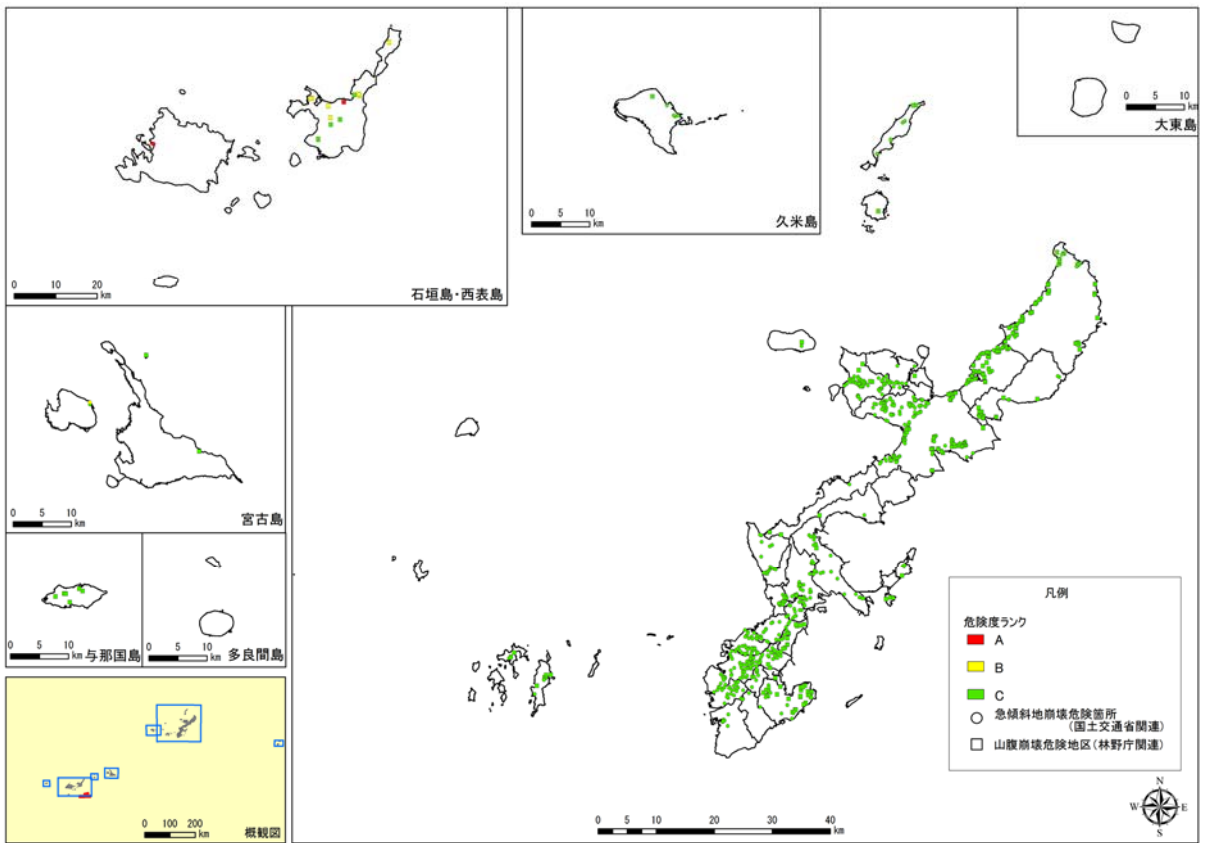 0 10 20 km
石垣島・西表島
0 5 10 km
久米島
0 5 10 km
大東島
0 5 10 km
宮古島
0 5 10 km
与那国島
0 5 10 km
多良間島
0 100 200 km
概観図
凡例
危険度ランク
A
B
C
急傾斜地崩壊危険箇所
(国土交通省関連)
山腹崩壊危険地区(林野庁関連)
N
W E
S
0 5 10 20 30 40 km